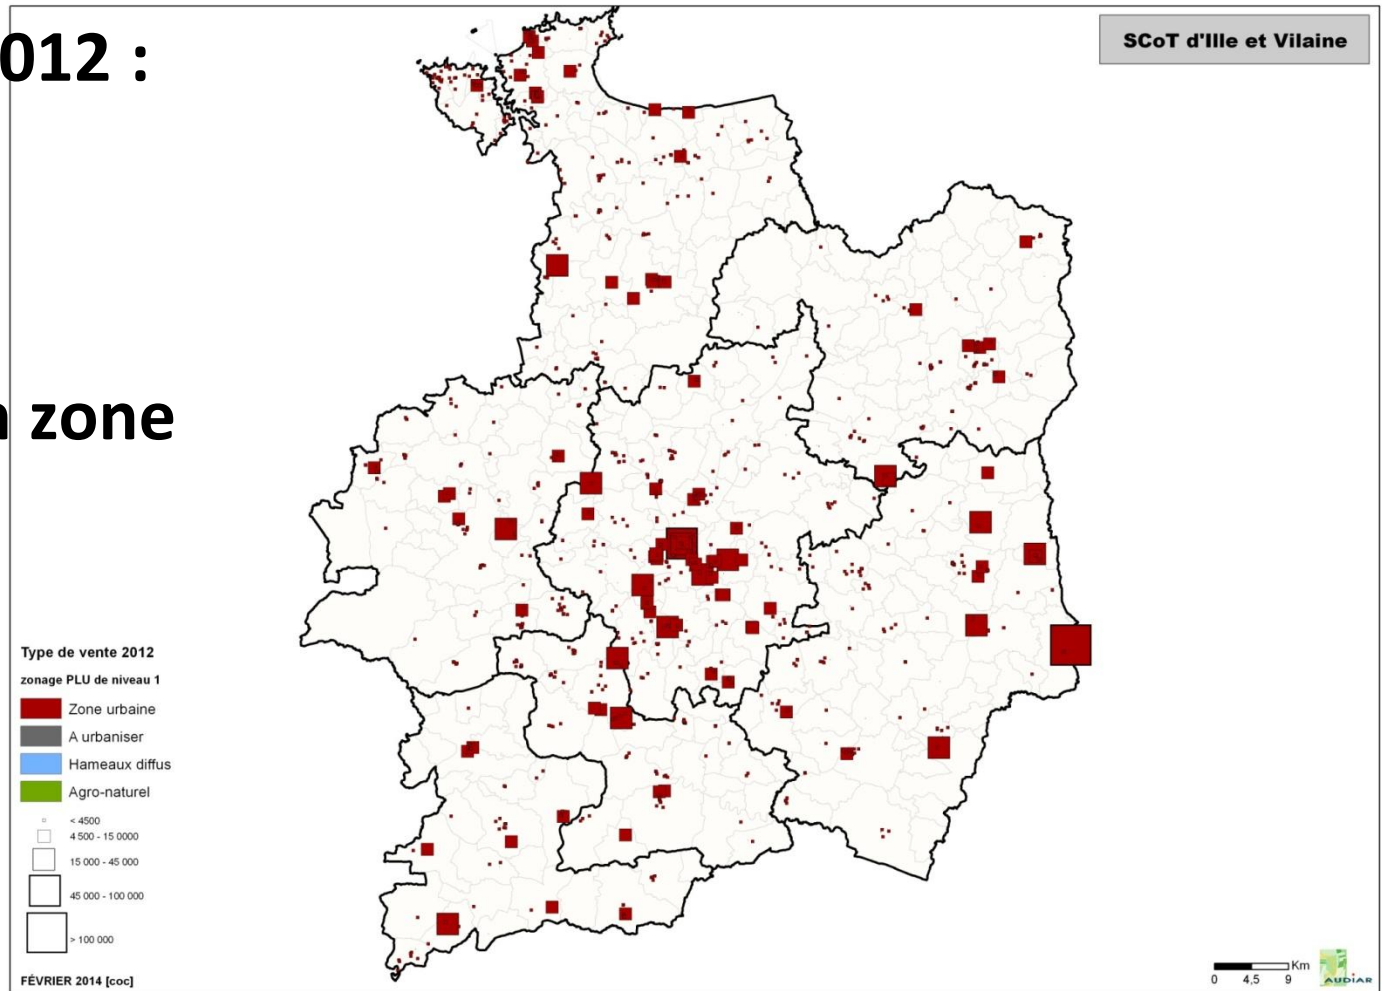 012 :
SCoT d'Ille et Vilaine
n zone
Type de vente 2012
zonage PLU de niveau 1
Zone urbaine
A urbaniser
Hameaux diffus
Agro-naturel
< 4500
4 500 - 15 0000
15 000 - 45 000
45 000 - 100 000
> 100 000
FÉVRIER 2014 [coc]
Km
0 4,5 9
AUDIAR